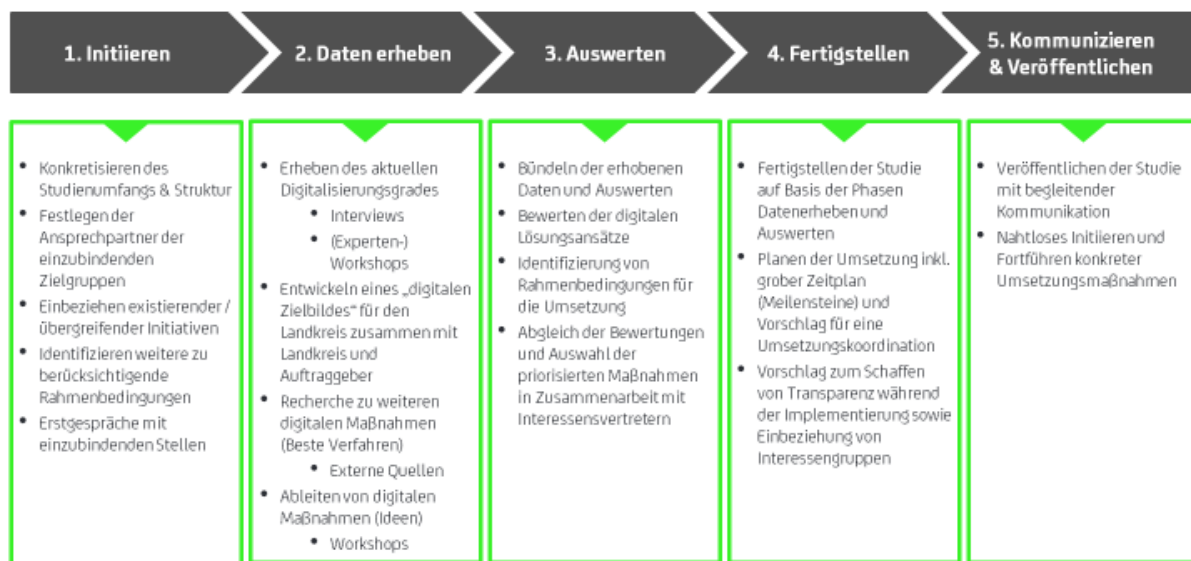 1. Initiieren
2. Daten erheben
3. Auswerten
4. Fertigstellen
5. Kommunizieren
& Veröffentlichen
• Konkretisieren des
Studienumfangs & Struktur
• Festlegen der
Ansprechpartner der
einzubindenden
Zielgruppen
• Einbeziehen existierender /
übergreifender Initiativen
• Identifizieren weitere zu
berücksichtigende
Rahmenbedingungen
• Erstgespräche mit
einzubindenden Stellen
• Erheben des aktuellen
Digitalisierungsgrades
• Interviews
• (Experten-)
Workshops
• Entwickeln eines „digitalen
Zielbildes“ für den
Landkreis zusammen mit
Landkreis und
Auftraggeber
• Recherche zu weiteren
digitalen Maßnahmen
(Beste Verfahren)
• Externe Quellen
• Ableiten von digitalen
Maßnahmen (Ideen)
• Workshops
• Bündeln der erhobenen
Daten und Auswerten
• Bewerten der digitalen
Lösungsansätze
• Identifizierung von
Rahmenbedingungen für
die Umsetzung
• Abgleich der Bewertungen
und Auswahl der
priorisierten Maßnahmen
in Zusammenarbeit mit
Interessensvertretern
• Fertigstellen der Studie
auf Basis der Phasen
Datenerheben und
Auswerten
• Planen der Umsetzung inkl.
grober Zeitplan
(Meilensteine) und
Vorschlag für eine
Umsetzungskoordination
• Vorschlag zum Schaffen
von Transparenz während
der Implementierung sowie
Einbeziehung von
Interessengruppen
• Veröffentlichen der Studie
mit begleitender
Kommunikation
• Nahtloses Initiieren und
Fortführen konkreter
Umsetzungsmaßnahmen